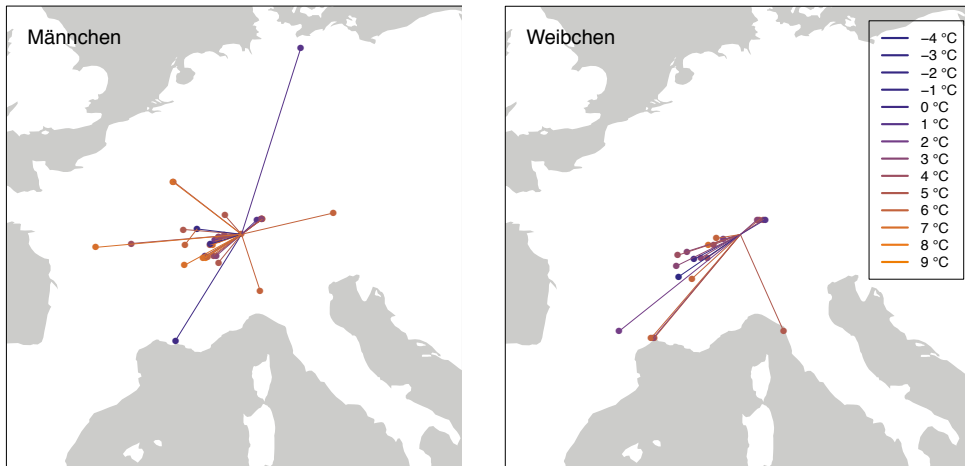 Männchen
Weibchen
−4 °C
−3 °C
−2 °C
−1 °C
0 °C
1 °C
2 °C
3 °C
4 °C
5 °C
6 °C
7 °C
8 °C
9 °C